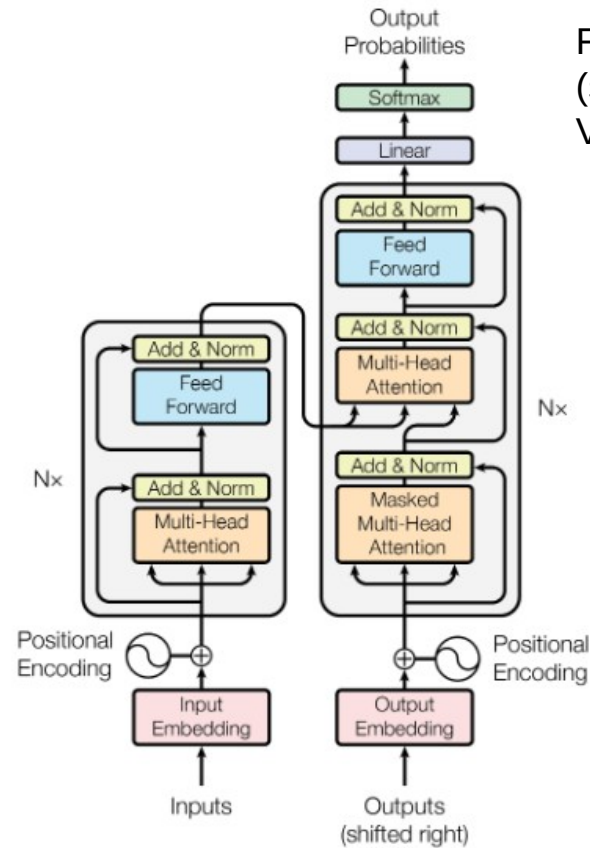 Output
Probabilities
Softmax
Linear
Add & Norm
Feed
Forward
Add & Norm
Multi-Head
Attention
Nx
Add & Norm
Masked
Multi-Head
Attention
Positional
Encoding
Output
Embedding
Outputs
(shifted right)
Add & Norm
Feed
Forward
Nx
Add & Norm
Multi-Head
Attention
Positional
Encoding
Input
Embedding
Inputs